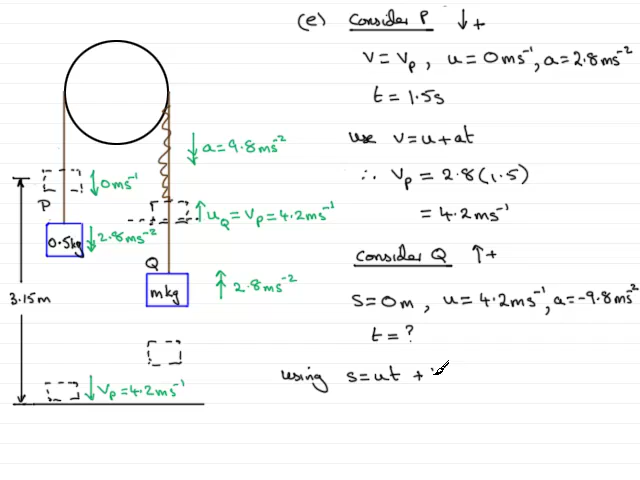 (e) Consider P ↓+
V = Vp , u = 0ms⁻¹, a = 2.8ms⁻²
t = 1.5s
use v = u + at
∴ Vp = 2.8(1.5)
= 4.2ms⁻¹
Consider Q ↑+
S = 0m , u = 4.2ms⁻¹, a = -9.8ms⁻²
t = ?
using s = ut +
↓ a = 9.8ms⁻²
↓ 0ms⁻¹
P
↑ uQ = Vp = 4.2ms⁻¹
0.5kg
↓ 2.8ms⁻²
Q
mkg
↑ 2.8ms⁻²
3.15m
↓ Vp = 4.2ms⁻¹